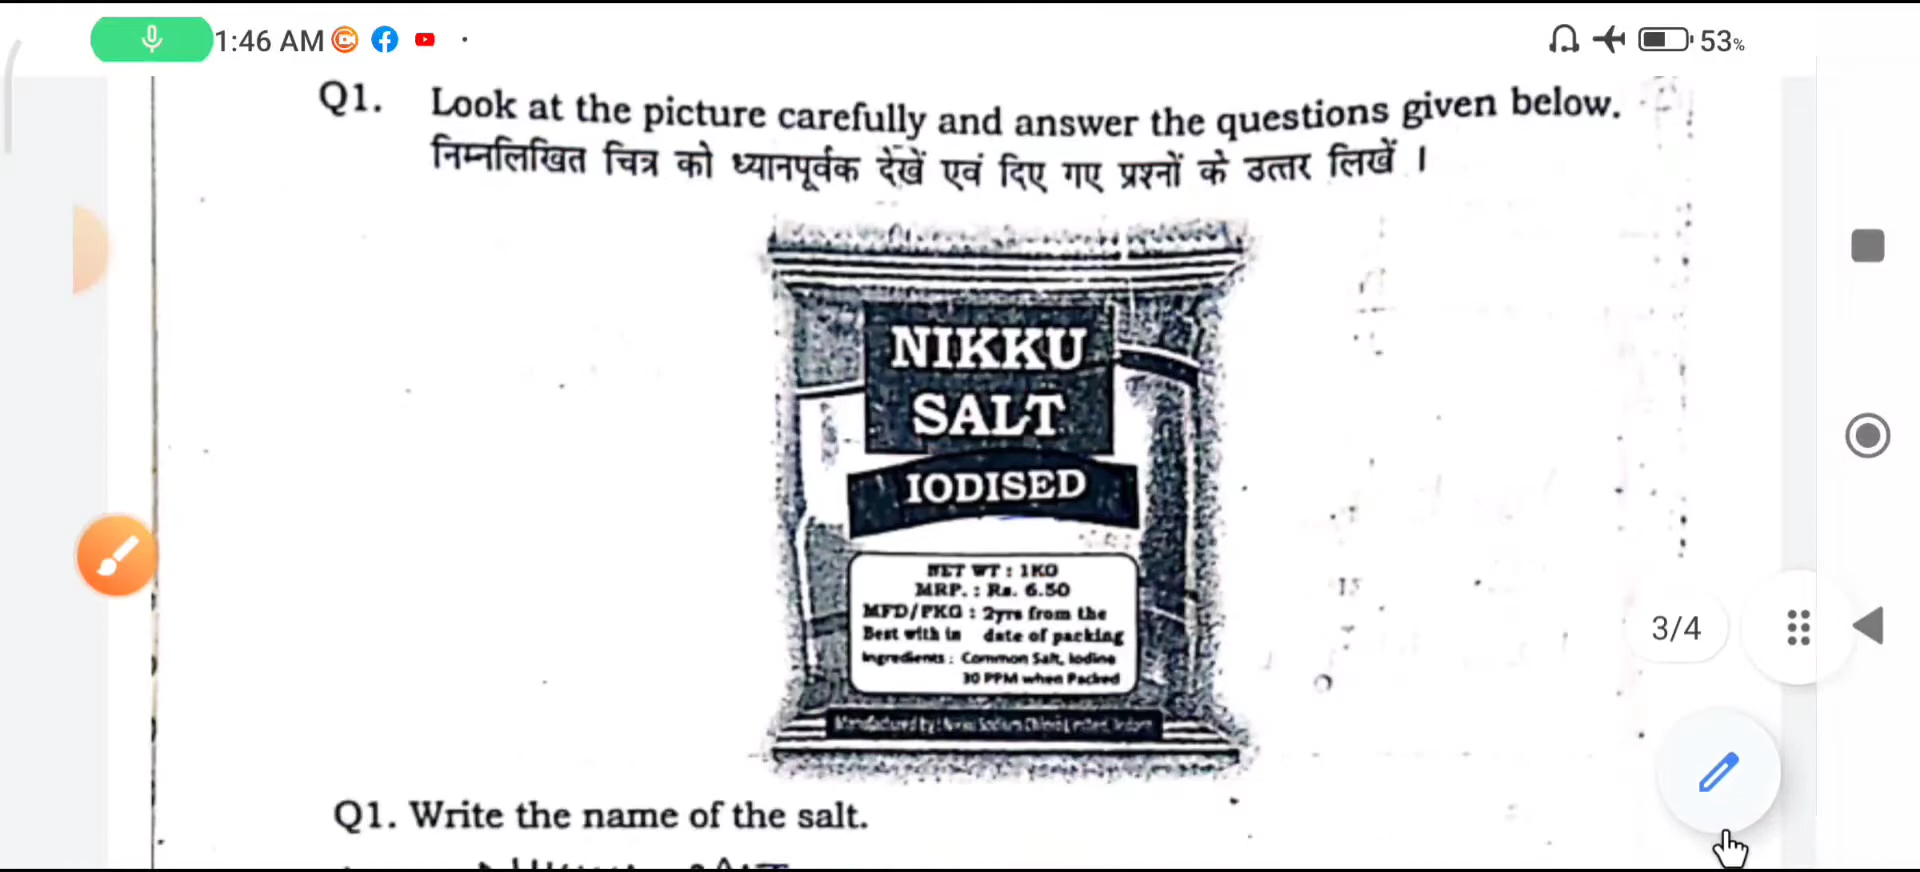 1:46 AM
53%
Q1. Look at the picture carefully and answer the questions given below.
निम्नलिखित चित्र को ध्यानपूर्वक देखें एवं दिए गए प्रश्नों के उत्तर लिखें ।
NIKKU
SALT
IODISED
NET WT : 1KG
MRP. : Rs. 6.50
MFD/PKG : 2yrs from the
Best with in date of packing
Ingredients : Common Salt, Iodine
30 PPM when Packed
Manufactured by :
3/4
Q1. Write the name of the salt.